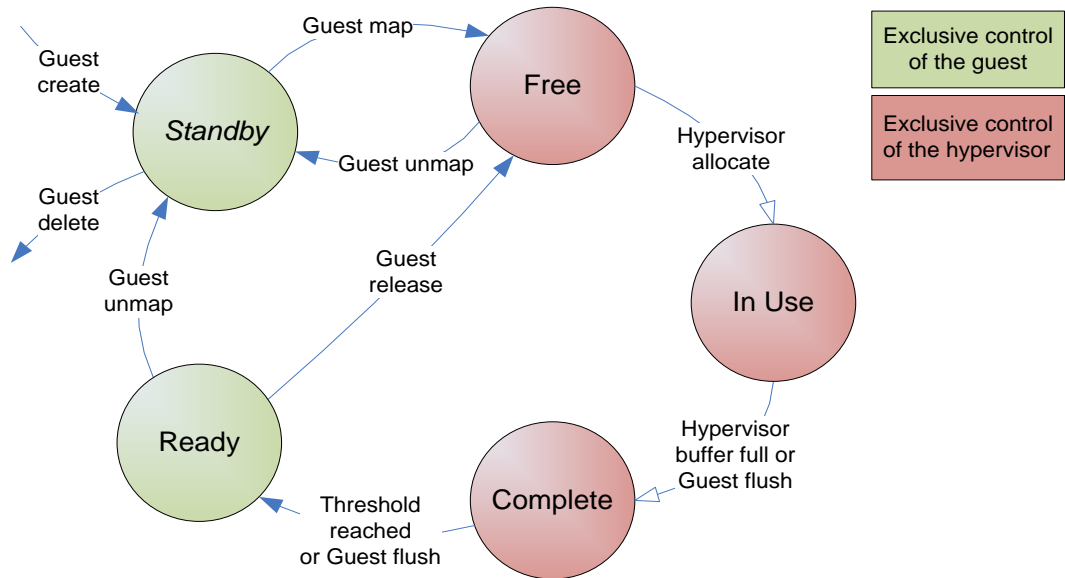 Guest
create
Guest map
Standby
Free
Exclusive control
of the guest
Exclusive control
of the hypervisor
Guest unmap
Hypervisor
allocate
Guest
delete
Guest
unmap
Guest
release
In Use
Ready
Complete
Hypervisor
buffer full or
Guest flush
Threshold
reached
or Guest flush